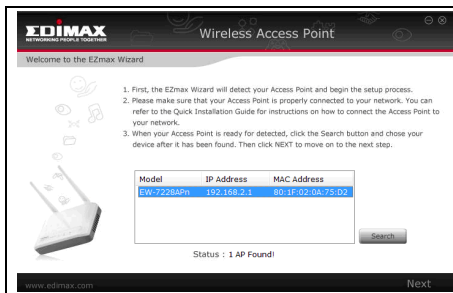 EDIMAX
NETWORKING PEOPLE TOGETHER
Wireless Access Point
Welcome to the EZmax Wizard
1. First, the EZmax Wizard will detect your Access Point and begin the setup process.
2. Please make sure that your Access Point is properly connected to your network. You can
refer to the Quick Installation Guide for instructions on how to connect the Access Point to
your network.
3. When your Access Point is ready for detected, click the Search button and chose your
device after it has been found. Then click NEXT to move on to the next step.
Model IP Address MAC Address
EW-7228APn 192.168.2.1 80:1F:02:0A:75:D2
Search
Status : 1 AP Found!
www.edimax.com Next